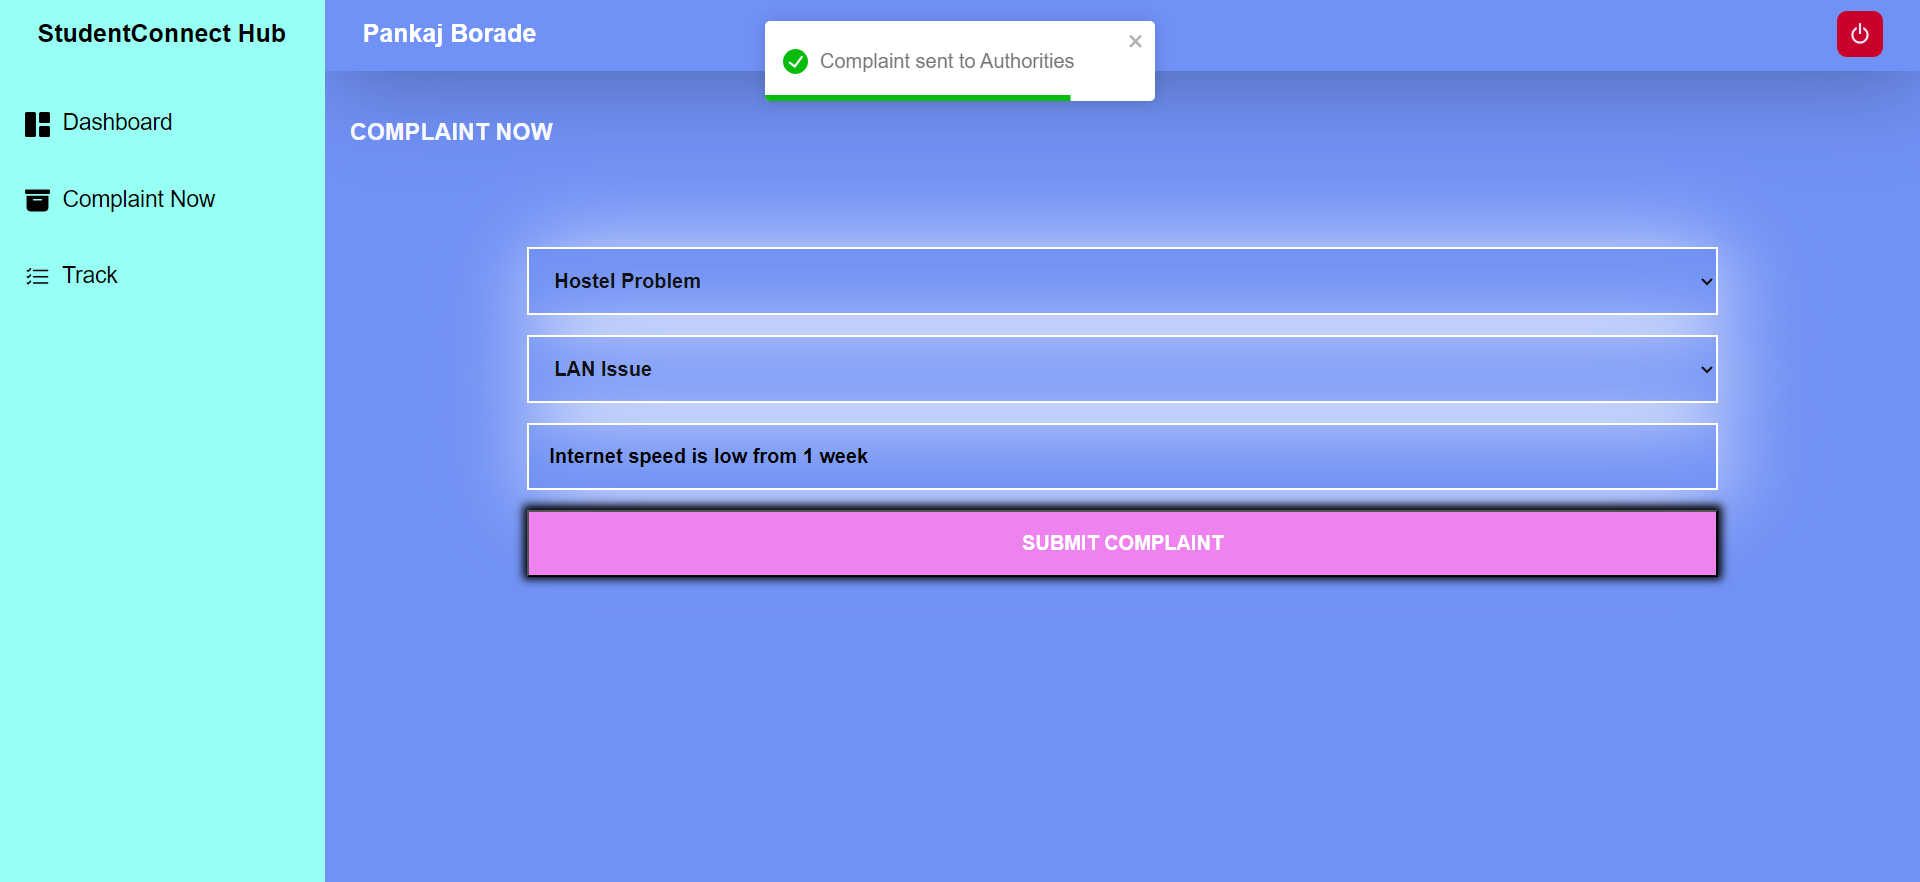 StudentConnect Hub
Dashboard
Complaint Now
Track
Pankaj Borade
Complaint sent to Authorities
COMPLAINT NOW
Hostel Problem
LAN Issue
Internet speed is low from 1 week
SUBMIT COMPLAINT